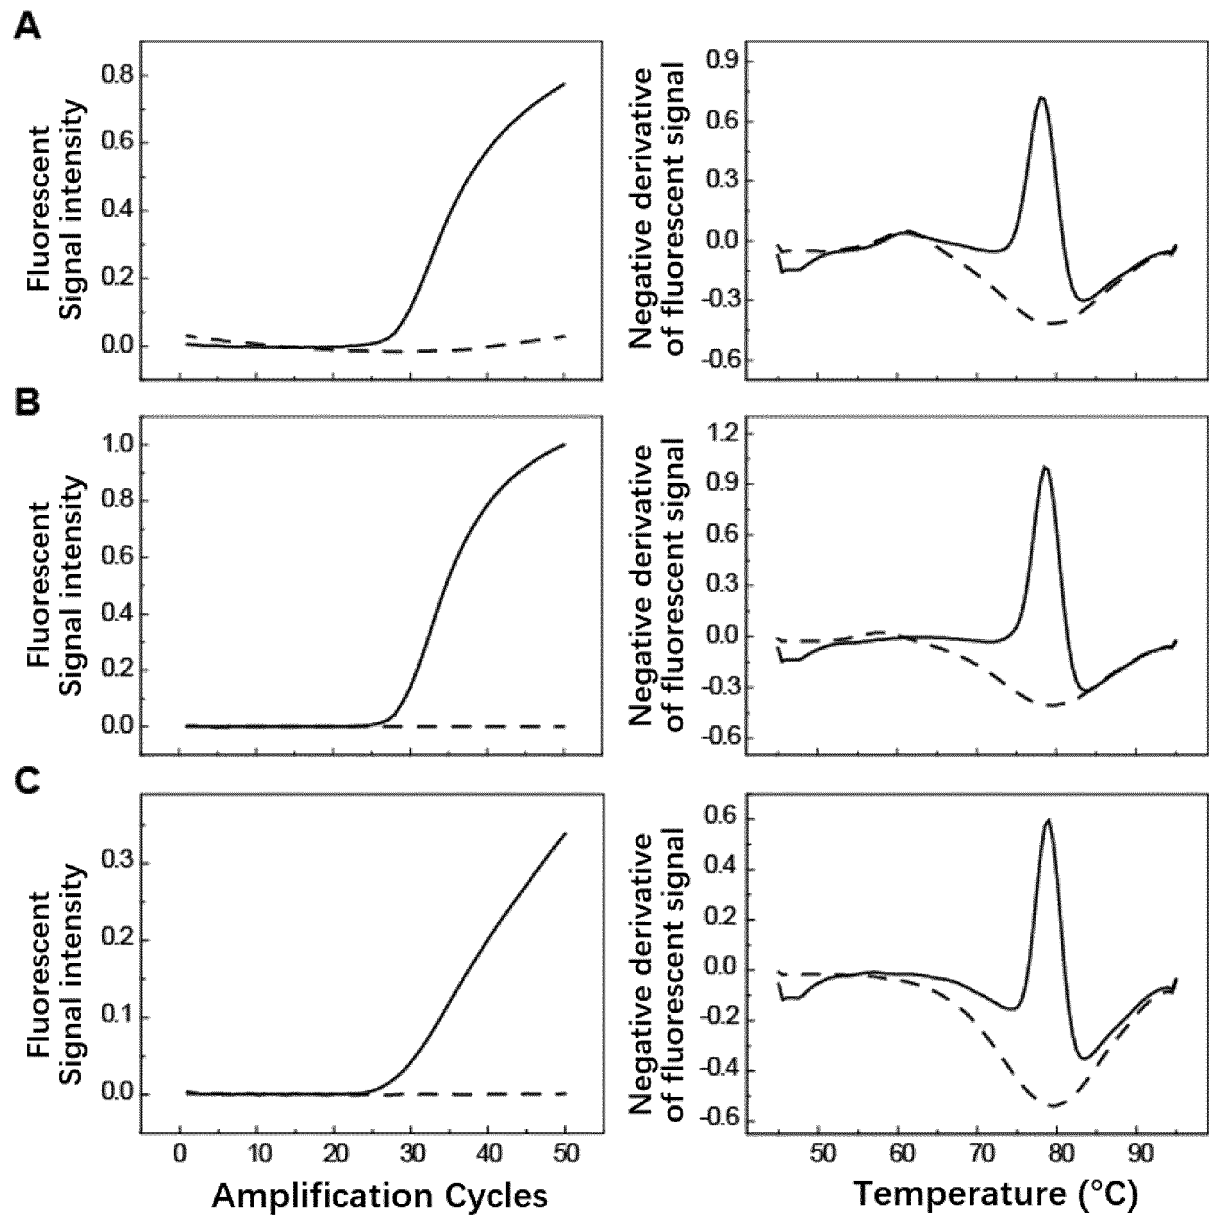 A
Fluorescent
Signal intensity
0.8
0.6
0.4
0.2
0.0
Negative derivative
of fluorescent signal
0.9
0.6
0.3
0.0
-0.3
-0.6
B
Fluorescent
Signal intensity
1.0
0.8
0.6
0.4
0.2
0.0
Negative derivative
of fluorescent signal
1.2
0.9
0.6
0.3
0.0
-0.3
-0.6
C
Fluorescent
Signal intensity
0.3
0.2
0.1
0.0
0 10 20 30 40 50
Amplification Cycles
Negative derivative
of fluorescent signal
0.6
0.4
0.2
0.0
-0.2
-0.4
-0.6
50 60 70 80 90
Temperature (°C)